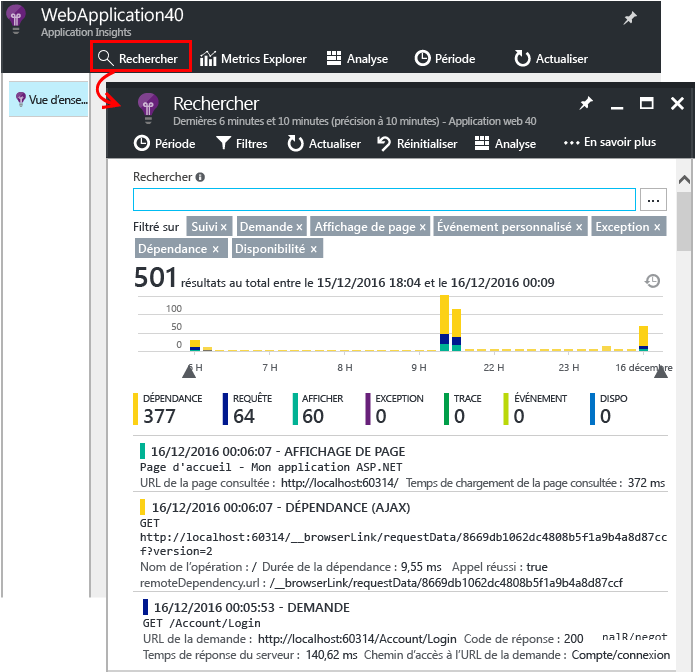 WebApplication40
Application Insights
Rechercher Metrics Explorer Analyse Période Actualiser
Vue d'ense...
Rechercher
Dernières 6 minutes et 10 minutes (précision à 10 minutes) - Application web 40
Période Filtres Actualiser Réinitialiser Analyse ••• En savoir plus
Rechercher
...
Filtré sur Suivi × Demande × Affichage de page × Événement personnalisé × Exception ×
Dépendance × Disponibilité ×
501 résultats au total entre le 15/12/2016 18:04 et le 16/12/2016 00:09
100
50
0
6 H 7 H 8 H 9 H 22 H 23 H 16 décembre
DÉPENDANCE REQUÊTE AFFICHER EXCEPTION TRACE ÉVÉNEMENT DISPO
377 64 60 0 0 0 0
16/12/2016 00:06:07 - AFFICHAGE DE PAGE
Page d'accueil - Mon application ASP.NET
URL de la page consultée : http://localhost:60314/ Temps de chargement de la page consultée : 372 ms
16/12/2016 00:06:07 - DÉPENDANCE (AJAX)
GET
http://localhost:60314/__browserLink/requestData/8669db1062dc4808b5f1a9b4a8d87cc
f?version=2
Nom de l'opération : / Durée de la dépendance : 9,55 ms Appel réussi : true
remoteDependency.url : /__browserLink/requestData/8669db1062dc4808b5f1a9b4a8d87ccf
16/12/2016 00:05:53 - DEMANDE
GET /Account/Login
URL de la demande : http://localhost:60314/Account/Login Code de réponse : 200
Temps de réponse du serveur : 140,62 ms Chemin d'accès à l'URL de la demande : Compte/connexion